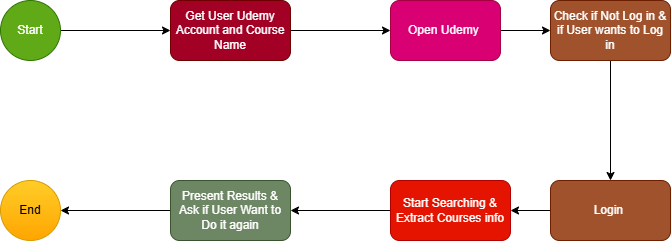 Start
Get User Udemy
Account and Course
Name
Open Udemy
Check if Not Log in &
if User wants to Log
in
Login
Start Searching &
Extract Courses info
Present Results &
Ask if User Want to
Do it again
End